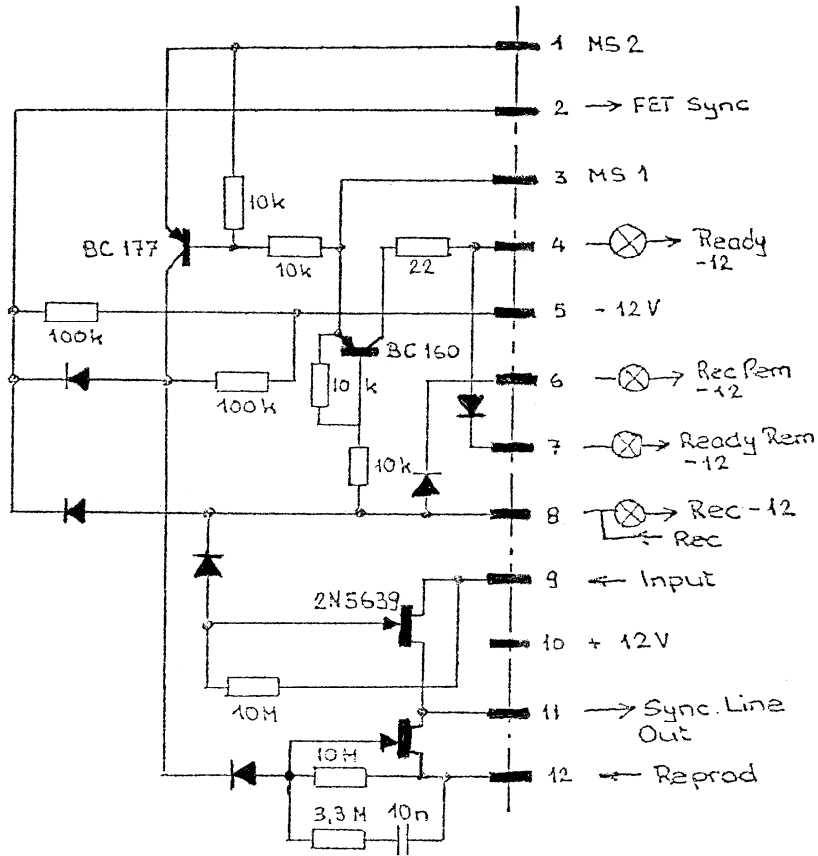 1 MS 2
2 → FET Sync
10k
3 MS 1
BC 177
10k
22
4 → Ready
-12
100k
5 - 12V
BC 160
10 k
100k
6 → Rec Rem
-12
10k
7 → Ready Rem
-12
8 → Rec -12
← Rec
2N5639
9 ← Input
10 + 12V
10M
11 → Sync. Line
Out
10M
12 ← Reprod
3,3 M
10n